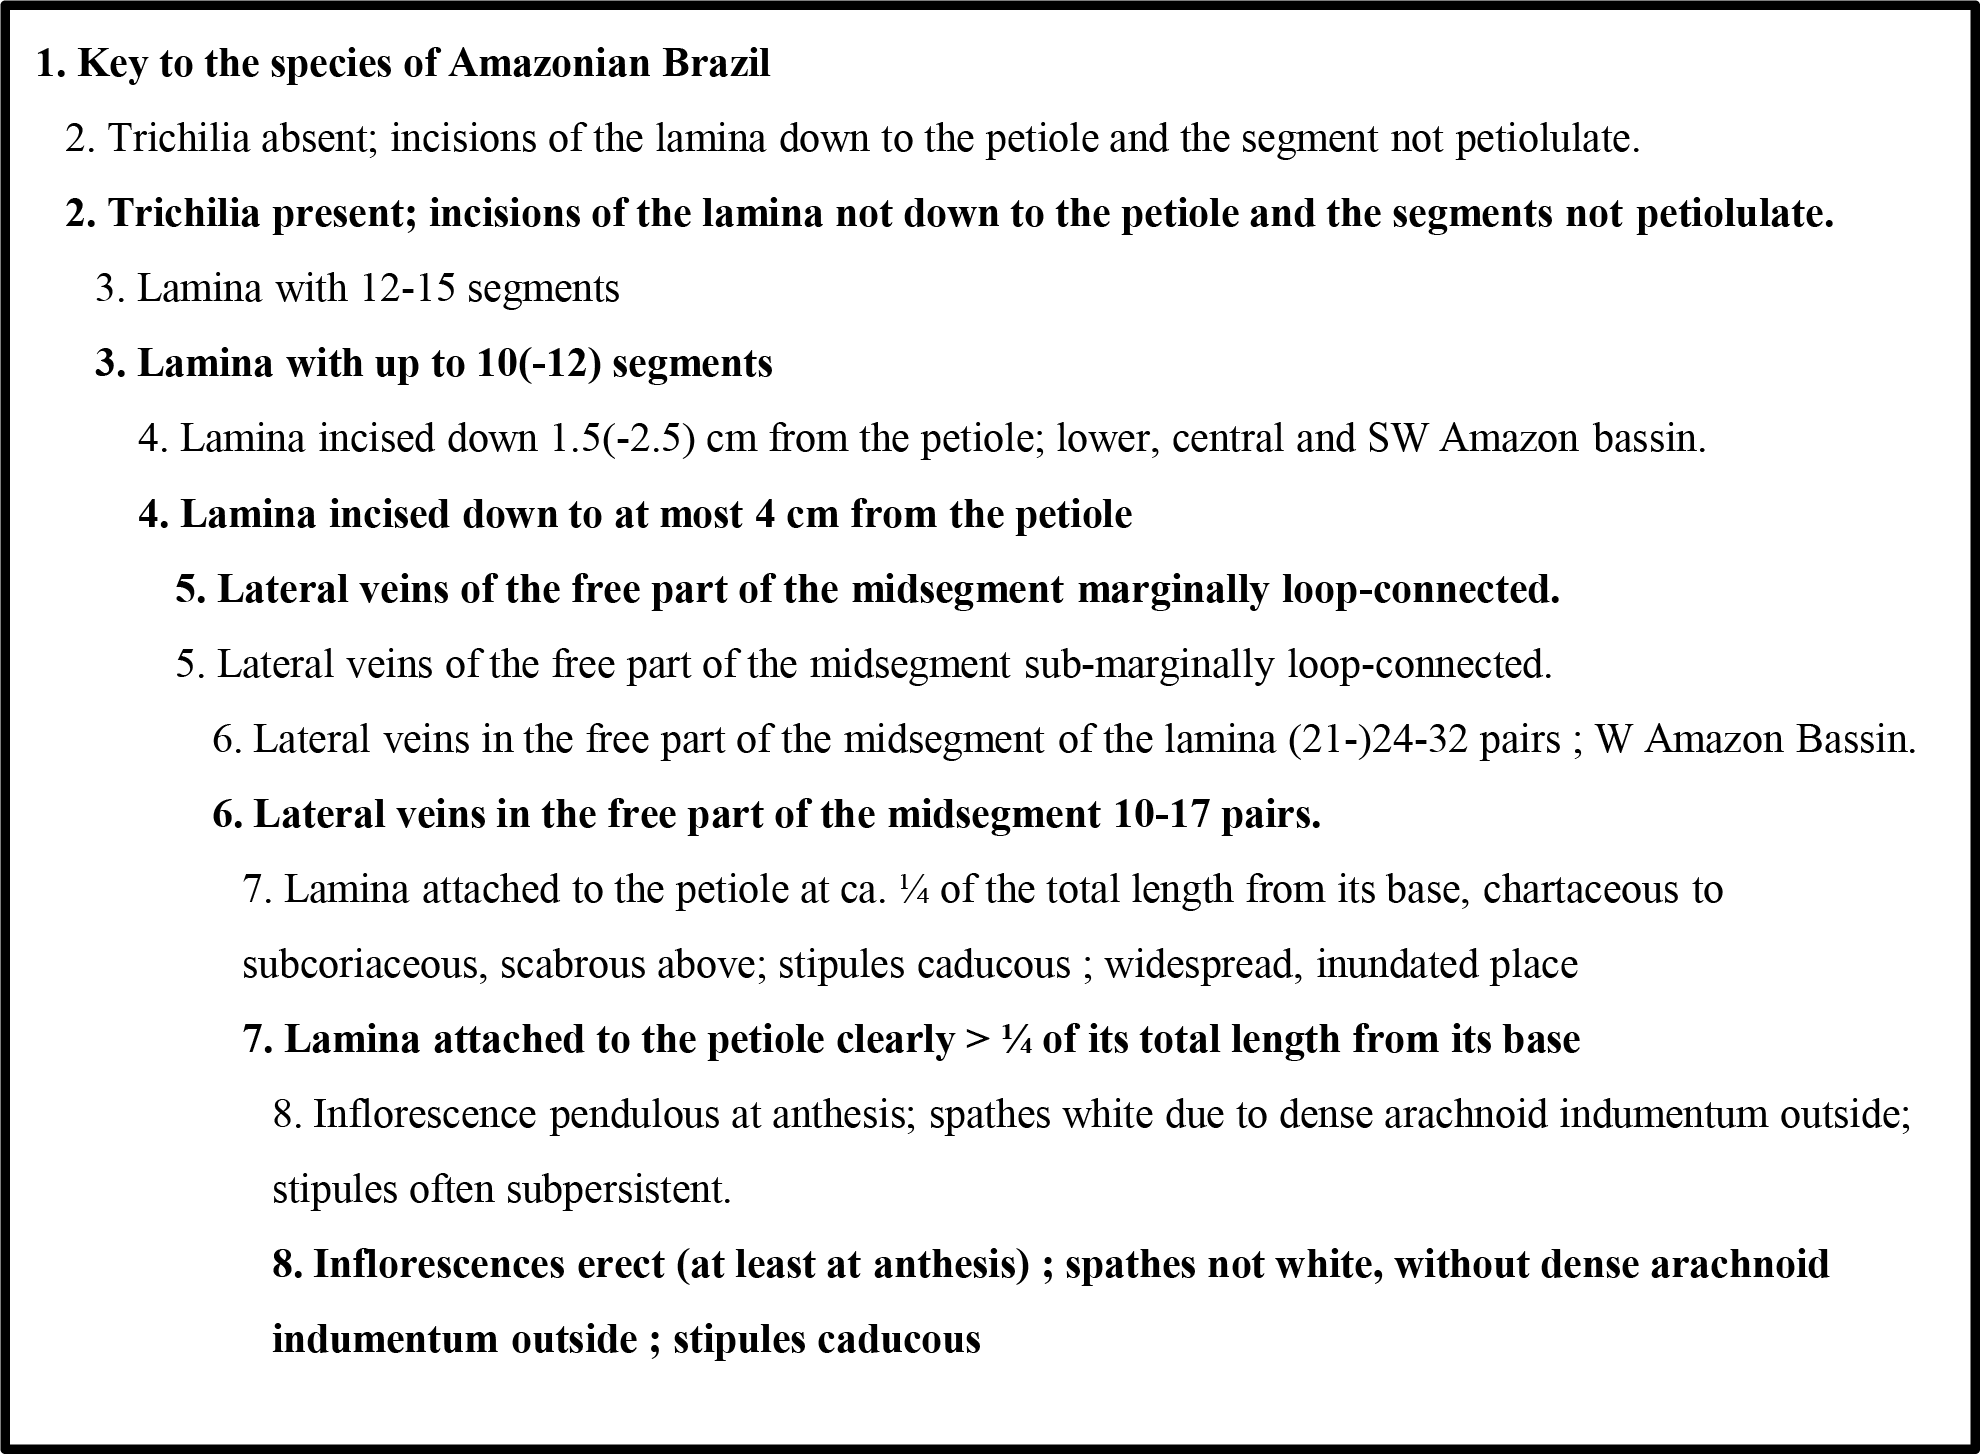 1. Key to the species of Amazonian Brazil
2. Trichilia absent; incisions of the lamina down to the petiole and the segment not petiolulate.
2. Trichilia present; incisions of the lamina not down to the petiole and the segments not petiolulate.
3. Lamina with 12-15 segments
3. Lamina with up to 10(-12) segments
4. Lamina incised down 1.5(-2.5) cm from the petiole; lower, central and SW Amazon bassin.
4. Lamina incised down to at most 4 cm from the petiole
5. Lateral veins of the free part of the midsegment marginally loop-connected.
5. Lateral veins of the free part of the midsegment sub-marginally loop-connected.
6. Lateral veins in the free part of the midsegment of the lamina (21-)24-32 pairs ; W Amazon Bassin.
6. Lateral veins in the free part of the midsegment 10-17 pairs.
7. Lamina attached to the petiole at ca. ¼ of the total length from its base, chartaceous to
subcoriaceous, scabrous above; stipules caducous ; widespread, inundated place
7. Lamina attached to the petiole clearly > ¼ of its total length from its base
8. Inflorescence pendulous at anthesis; spathes white due to dense arachnoid indumentum outside;
stipules often subpersistent.
8. Inflorescences erect (at least at anthesis) ; spathes not white, without dense arachnoid
indumentum outside ; stipules caducous